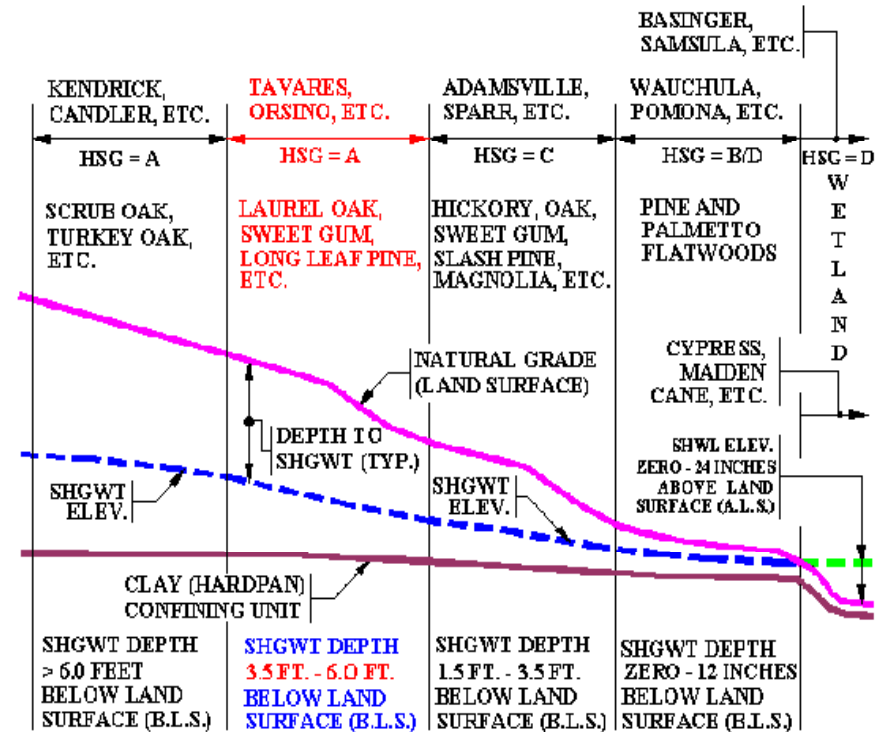 BASINGER,
SAMSULA, ETC.
KENDRICK,
CANDLER, ETC.
TAVARES,
ORSINO, ETC.
ADAMSVILLE,
SPARR, ETC.
WAUCHULA,
POMONA, ETC.
HSG = A
HSG = A
HSG = C
HSG = B/D
HSG = D
WETLAND
SCRUB OAK,
TURKEY OAK,
ETC.
LAUREL OAK,
SWEET GUM,
LONG LEAF PINE,
ETC.
HICKORY, OAK,
SWEET GUM,
SLASH PINE,
MAGNOLIA, ETC.
PINE AND
PALMETTO
FLATWOODS
NATURAL GRADE
(LAND SURFACE)
CYPRESS,
MAIDEN
CANE, ETC.
DEPTH TO
SHGWT (TYP.)
SHGWT
ELEV.
SHGWT
ELEV.
SHWL ELEV.
ZERO - 24 INCHES
ABOVE LAND
SURFACE (A.L.S.)
CLAY (HARDPAN)
CONFINING UNIT
SHGWT DEPTH
> 6.0 FEET
BELOW LAND
SURFACE (B.L.S.)
SHGWT DEPTH
3.5 FT. - 6.0 FT.
BELOW LAND
SURFACE (B.L.S.)
SHGWT DEPTH
1.5 FT. - 3.5 FT.
BELOW LAND
SURFACE (B.L.S.)
SHGWT DEPTH
ZERO - 12 INCHES
BELOW LAND
SURFACE (B.L.S.)